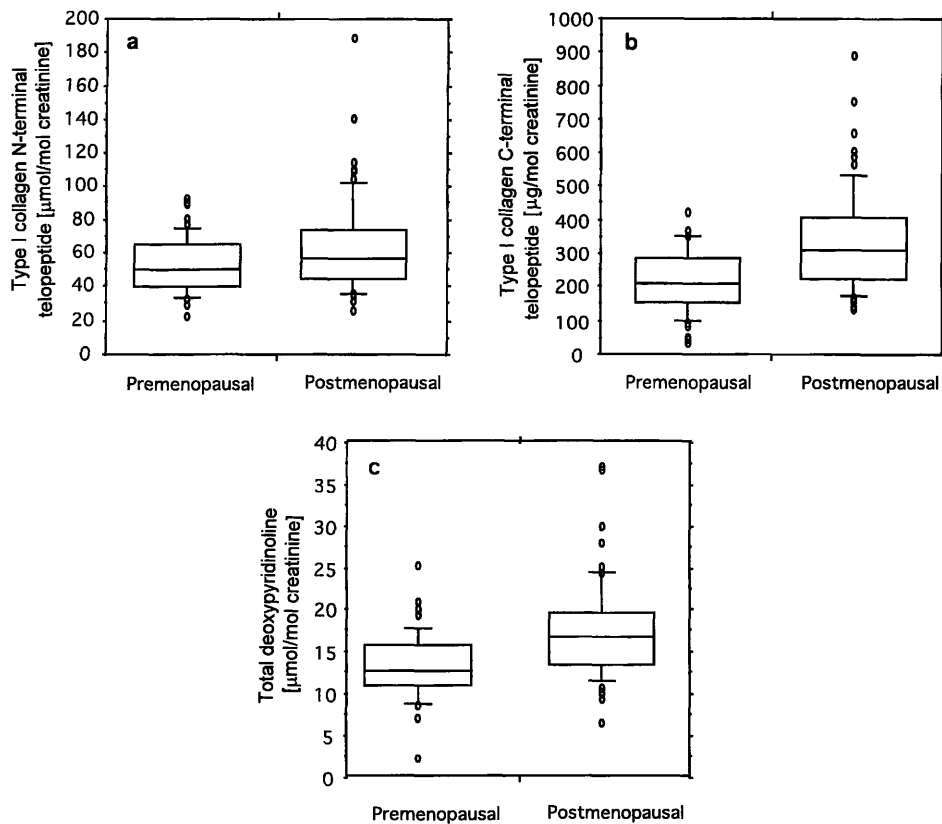 a
Type I collagen N-terminal
telopeptide [µmol/mol creatinine]
200
180
160
140
120
100
80
60
40
20
0
Premenopausal
Postmenopausal
b
Type I collagen C-terminal
telopeptide [µg/mol creatinine]
1000
900
800
700
600
500
400
300
200
100
0
Premenopausal
Postmenopausal
c
Total deoxypyridinoline
[µmol/mol creatinine]
40
35
30
25
20
15
10
5
0
Premenopausal
Postmenopausal